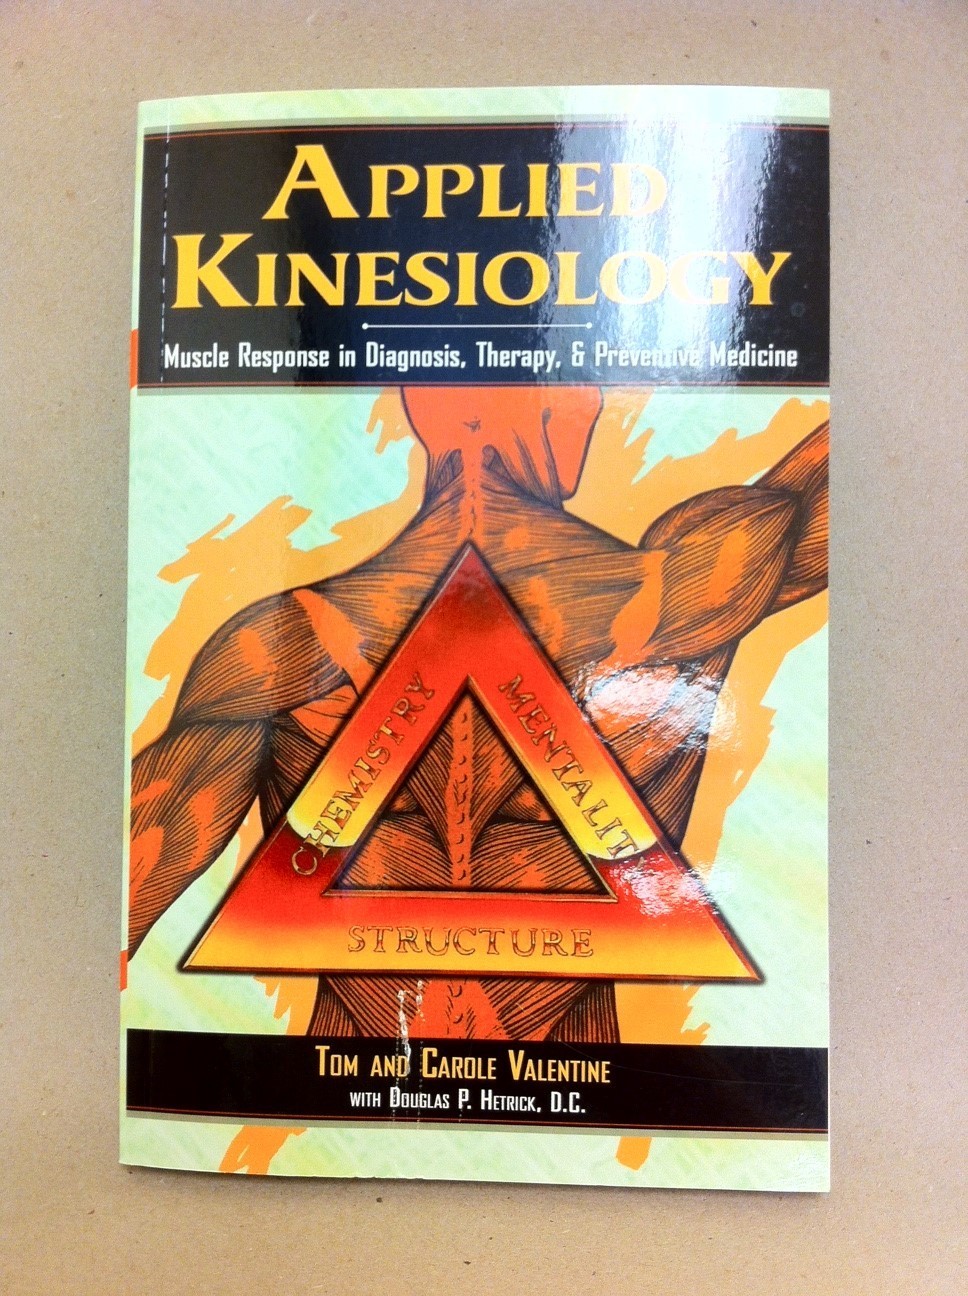 APPLIED
KINESIOLOGY
Muscle Response in Diagnosis, Therapy, & Preventive Medicine
CHEMISTRY
MENTALITY
STRUCTURE
TOM AND CAROLE VALENTINE
WITH DOUGLAS P. HETRICK, D.C.